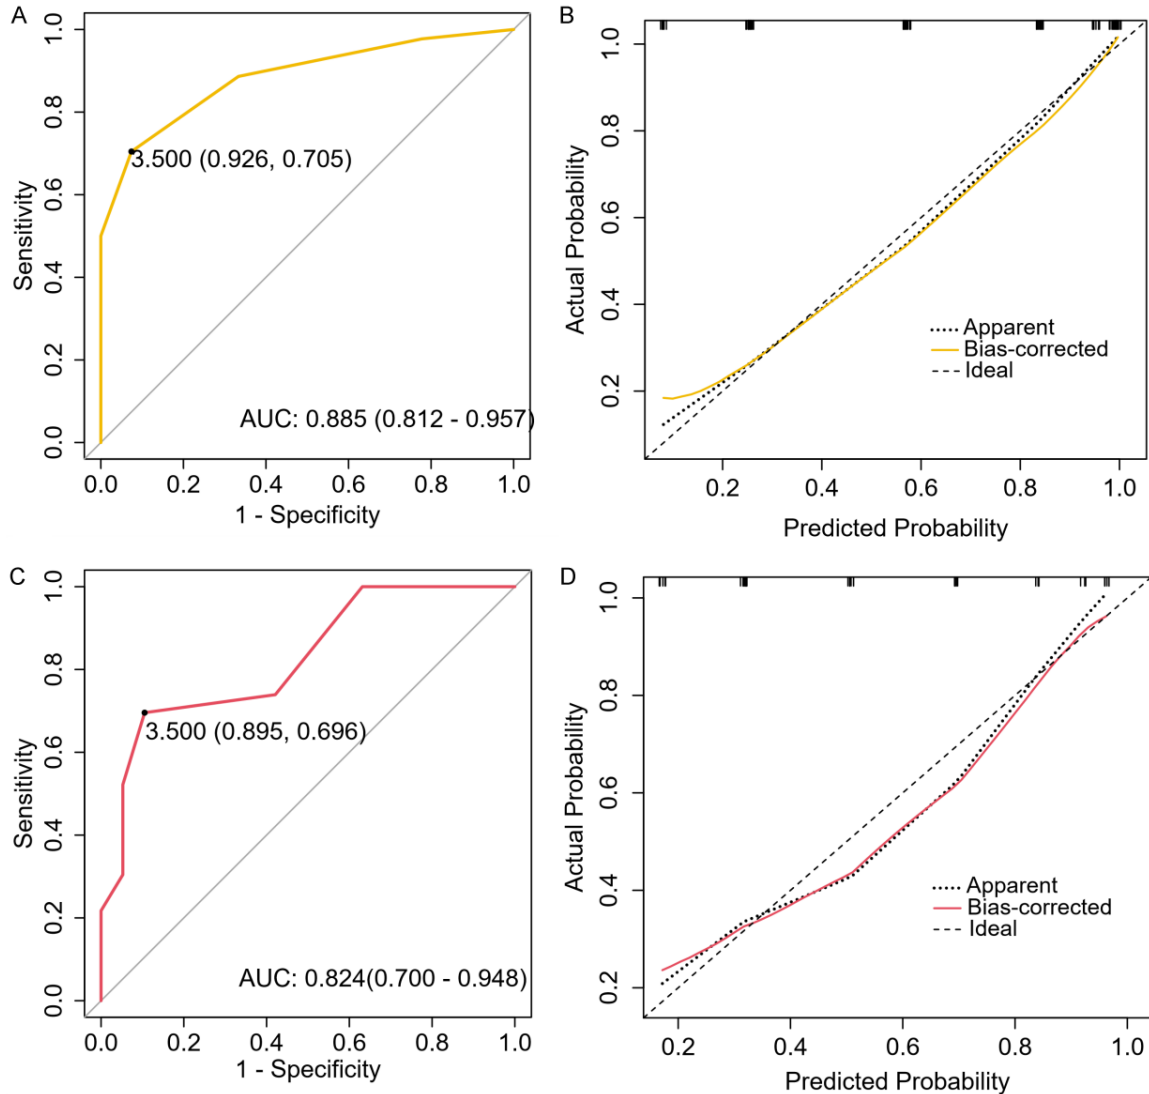 A
Sensitivity
1.0
0.8
0.6
0.4
0.2
0.0
3.500 (0.926, 0.705)
AUC: 0.885 (0.812 - 0.957)
0.0 0.2 0.4 0.6 0.8 1.0
1 - Specificity
B
Actual Probability
1.0
0.8
0.6
0.4
0.2
Apparent
Bias-corrected
Ideal
0.2 0.4 0.6 0.8 1.0
Predicted Probability
C
Sensitivity
1.0
0.8
0.6
0.4
0.2
0.0
3.500 (0.895, 0.696)
AUC: 0.824(0.700 - 0.948)
0.0 0.2 0.4 0.6 0.8 1.0
1 - Specificity
D
Actual Probability
1.0
0.8
0.6
0.4
0.2
Apparent
Bias-corrected
Ideal
0.2 0.4 0.6 0.8 1.0
Predicted Probability